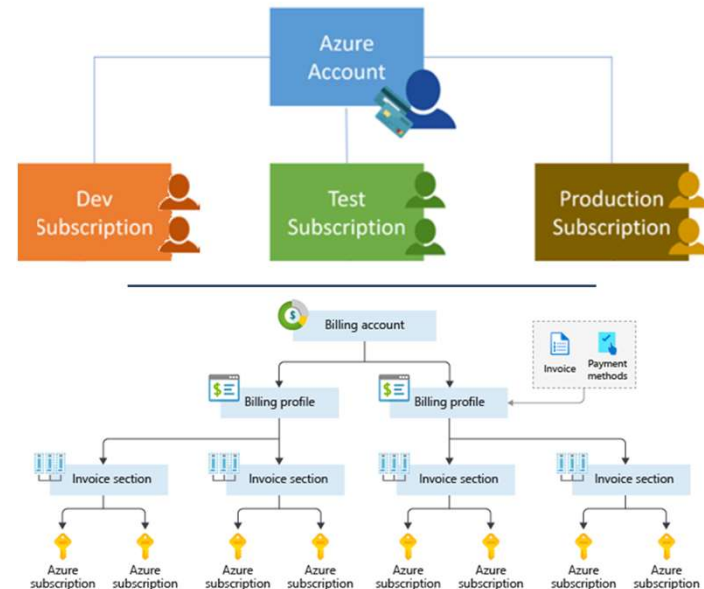 Azure
Account
Dev
Subscription
Test
Subscription
Production
Subscription
$
Billing account
Invoice
Payment
methods
$
Billing profile
$
Billing profile
Invoice section
Invoice section
Invoice section
Invoice section
Azure
subscription
Azure
subscription
Azure
subscription
Azure
subscription
Azure
subscription
Azure
subscription
Azure
subscription
Azure
subscription